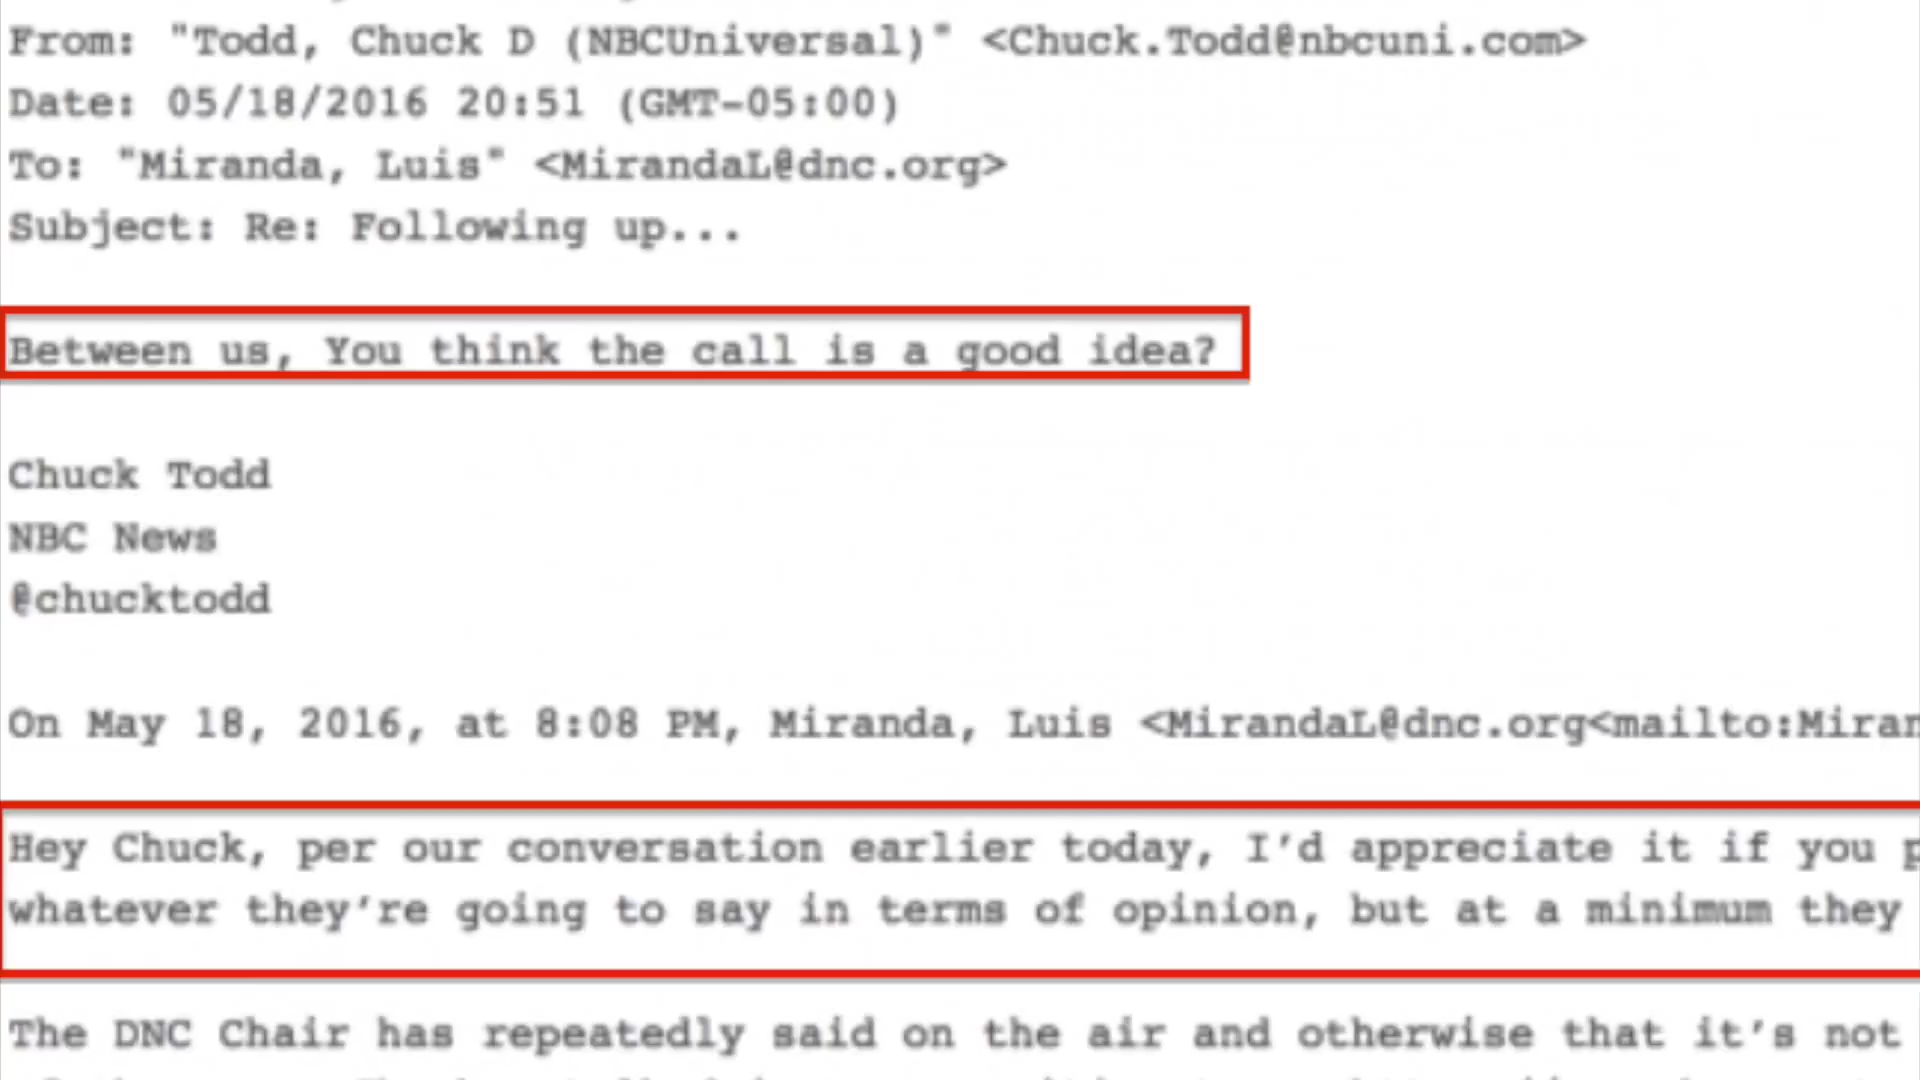 From: "Todd, Chuck D (NBCUniversal)" <Chuck.Todd@nbcuni.com>
Date: 05/18/2016 20:51 (GMT-05:00)
To: "Miranda, Luis" <MirandaL@dnc.org>
Subject: Re: Following up...
Between us, You think the call is a good idea?
Chuck Todd
NBC News
@chucktodd
On May 18, 2016, at 8:08 PM, Miranda, Luis <MirandaL@dnc.org<mailto:Miran
Hey Chuck, per our conversation earlier today, I’d appreciate it if you p
whatever they’re going to say in terms of opinion, but at a minimum they
The DNC Chair has repeatedly said on the air and otherwise that it’s not